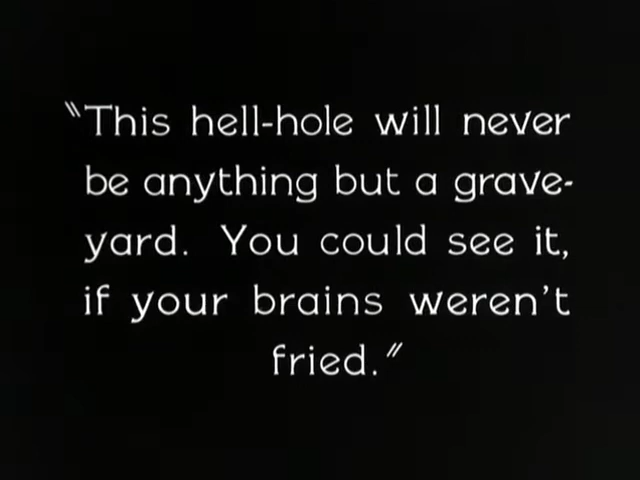 "This hell-hole will never
be anything but a grave-
yard. You could see it,
if your brains weren't
fried."